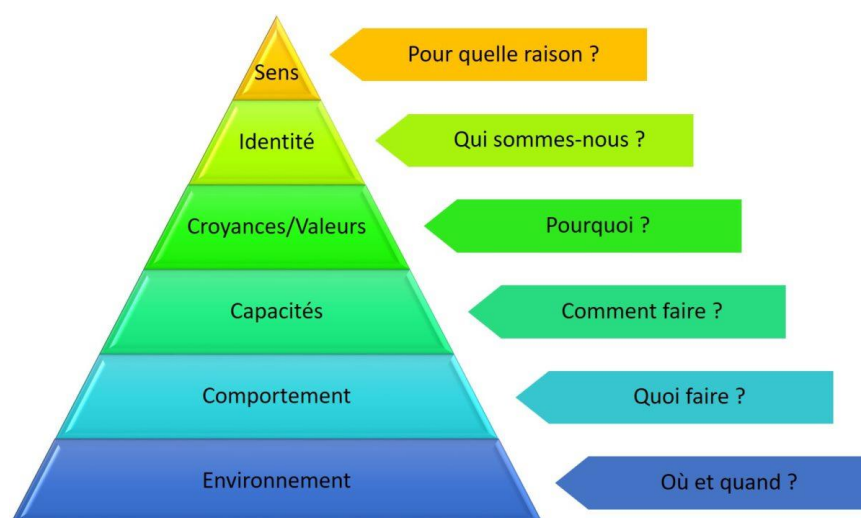 Sens
Pour quelle raison ?
Identité
Qui sommes-nous ?
Croyances/Valeurs
Pourquoi ?
Capacités
Comment faire ?
Comportement
Quoi faire ?
Environnement
Où et quand ?